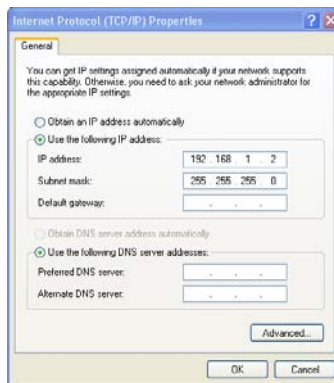 Internet Protocol (TCP/IP) Properties
General
You can get IP settings assigned automatically if your network supports
this capability. Otherwise, you need to ask your network administrator for
the appropriate IP settings.
Obtain an IP address automatically
Use the following IP address:
IP address: 192 . 168 . 1 . 2
Subnet mask: 255 . 255 . 255 . 0
Default gateway: . . .
Obtain DNS server address automatically
Use the following DNS server addresses:
Preferred DNS server: . . .
Alternate DNS server: . . .
Advanced...
OK Cancel